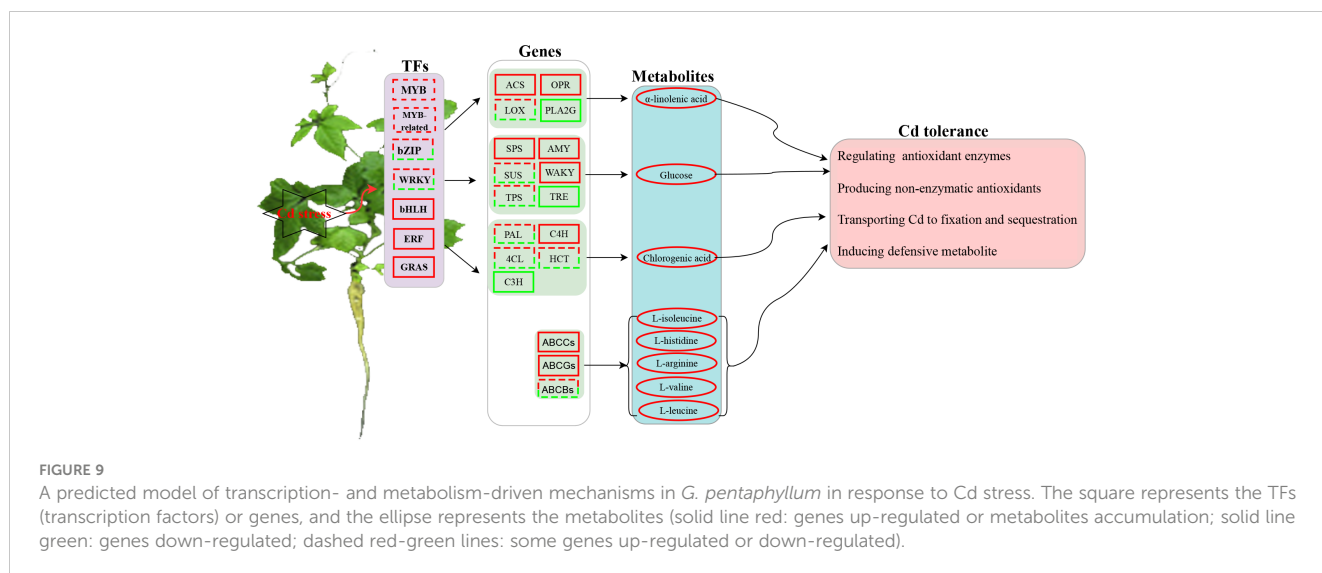 TFs
MYB
MYB-
related
bZIP
WRKY
bHLH
ERF
GRAS
Cd stress
Genes
ACS OPR
LOX PLA2G
SPS AMY
SUS WAKY
TPS TRE
PAL C4H
4CL HCT
C3H
ABCCs
ABCGs
ABCBs
Metabolites
α-linolenic acid
Glucose
Chlorogenic acid
L-isoleucine
L-histidine
L-arginine
L-valine
L-leucine
Cd tolerance
Regulating antioxidant enzymes
Producing non-enzymatic antioxidants
Transporting Cd to fixation and sequestration
Inducing defensive metabolite
FIGURE 9
A predicted model of transcription- and metabolism-driven mechanisms in G. pentaphyllum in response to Cd stress. The square represents the TFs
(transcription factors) or genes, and the ellipse represents the metabolites (solid line red: genes up-regulated or metabolites accumulation; solid line
green: genes down-regulated; dashed red-green lines: some genes up-regulated or down-regulated).